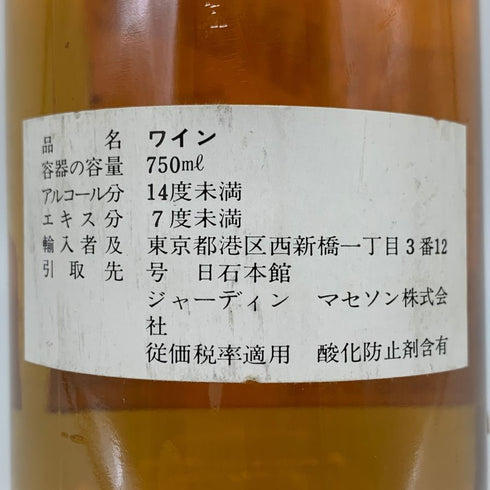 品 名 ワイン
容器の容量 750ml
アルコール分 14度未満
エキス分 7度未満
輸入者及 東京都港区西新橋一丁目3番12
引取先 号 日石本館
ジャーディン マセソン株式会
社
従価税率適用 酸化防止剤含有